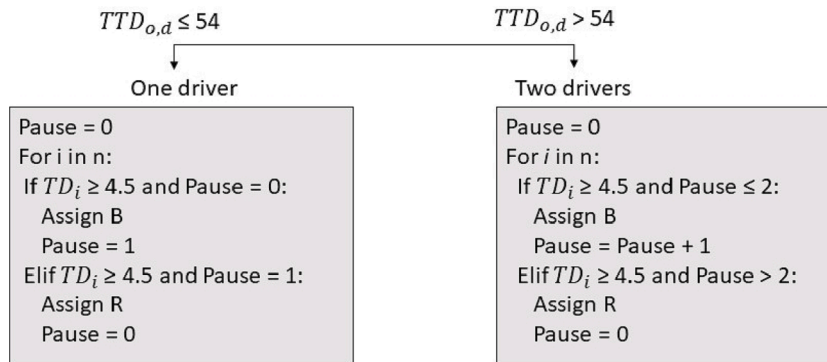 TTD_{o,d} ≤ 54
TTD_{o,d} > 54
One driver
Pause = 0
For i in n:
If TD_i ≥ 4.5 and Pause = 0:
Assign B
Pause = 1
Elif TD_i ≥ 4.5 and Pause = 1:
Assign R
Pause = 0
Two drivers
Pause = 0
For i in n:
If TD_i ≥ 4.5 and Pause ≤ 2:
Assign B
Pause = Pause + 1
Elif TD_i ≥ 4.5 and Pause > 2:
Assign R
Pause = 0